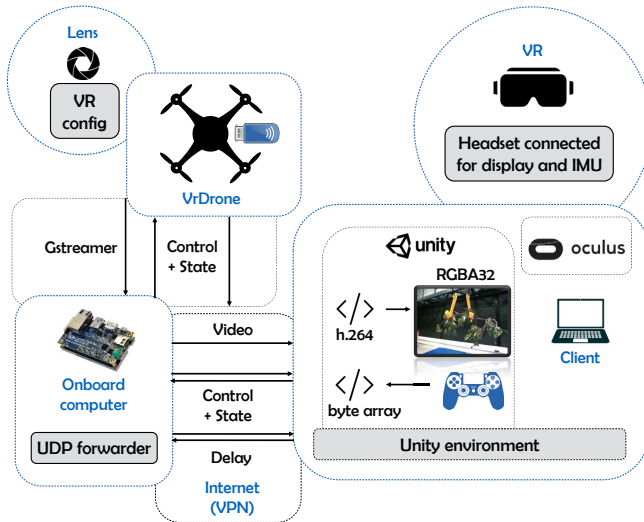 Lens
VR
config
VrDrone
VR
Headset connected
for display and IMU
Gstreamer
Control
+ State
unity
oculus
RGBA32
h.264
byte array
Client
Unity environment
Onboard
computer
UDP forwarder
Video
Control
+ State
Delay
Internet
(VPN)